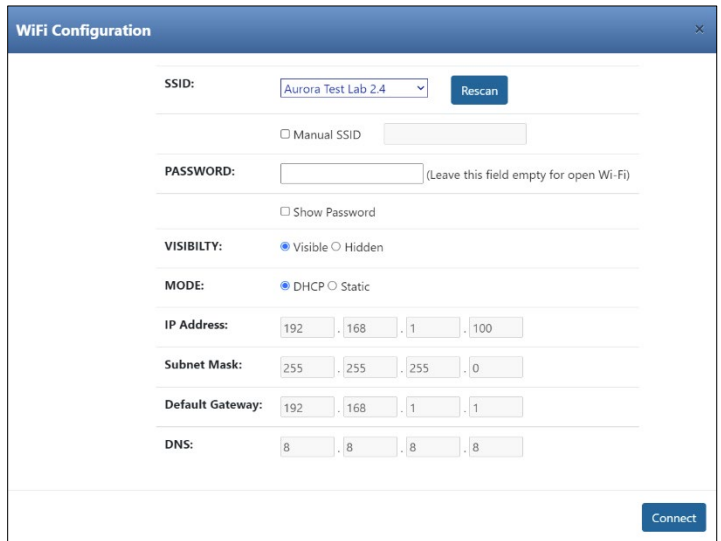 WiFi Configuration ×
SSID: Aurora Test Lab 2.4 Rescan
Manual SSID
PASSWORD: (Leave this field empty for open Wi-Fi)
Show Password
VISIBILTY: Visible Hidden
MODE: DHCP Static
IP Address: 192 . 168 . 1 . 100
Subnet Mask: 255 . 255 . 255 . 0
Default Gateway: 192 . 168 . 1 . 1
DNS: 8 . 8 . 8 . 8
Connect